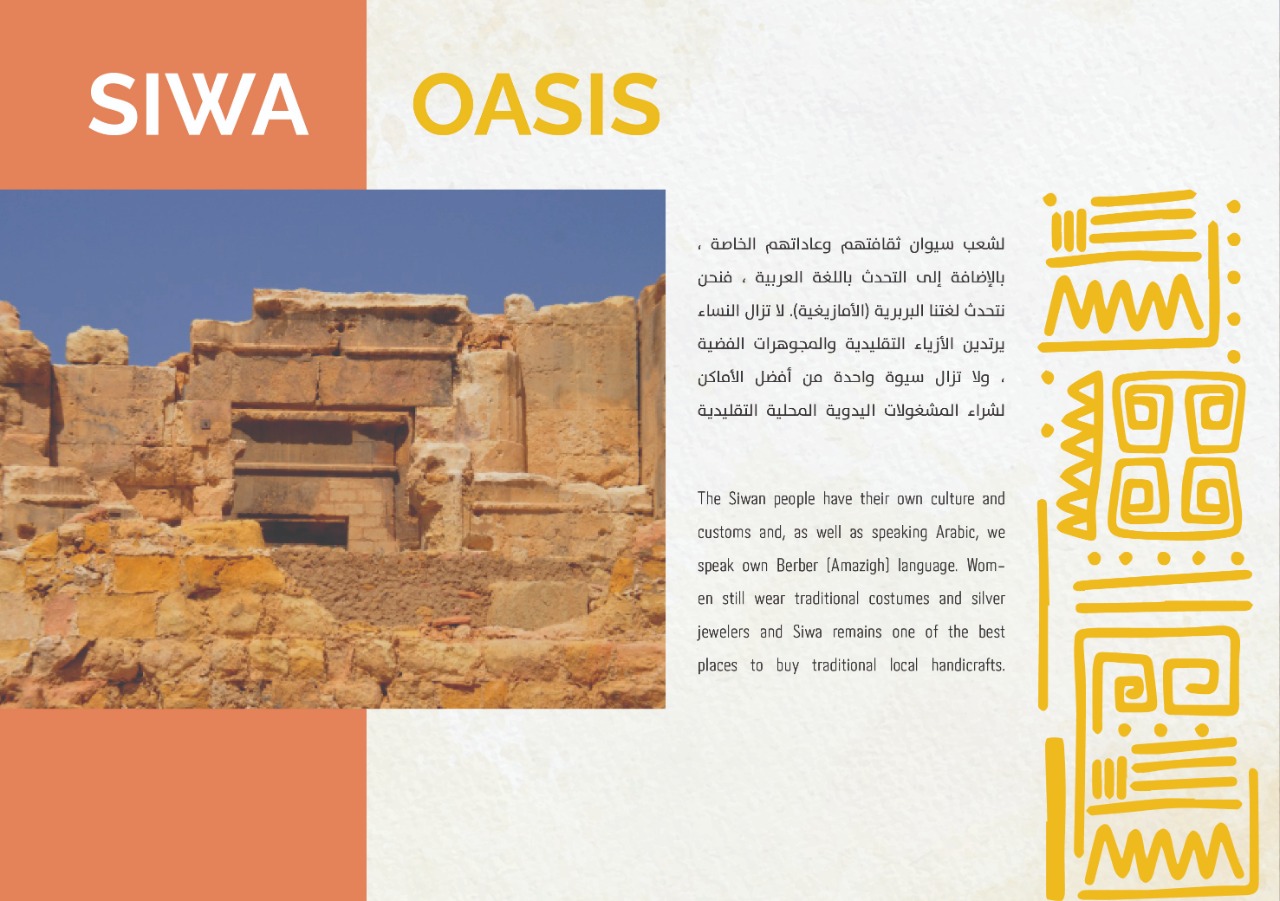 SIWA OASIS
لشعب سيوان ثقافتهم وعاداتهم الخاصة ،
بالإضافة إلى التحدث باللغة العربية ، فنحن
نتحدث لغتنا البربرية (الأمازيغية). لا تزال النساء
يرتدين الأزياء التقليدية والمجوهرات الفضية
، ولا تزال سيوة واحدة من أفضل الأماكن
لشراء المشغولات اليدوية المحلية التقليدية
The Siwan people have their own culture and
customs and, as well as speaking Arabic, we
speak own Berber (Amazigh) language. Wom-
en still wear traditional costumes and silver
jewelers and Siwa remains one of the best
places to buy traditional local handicrafts.